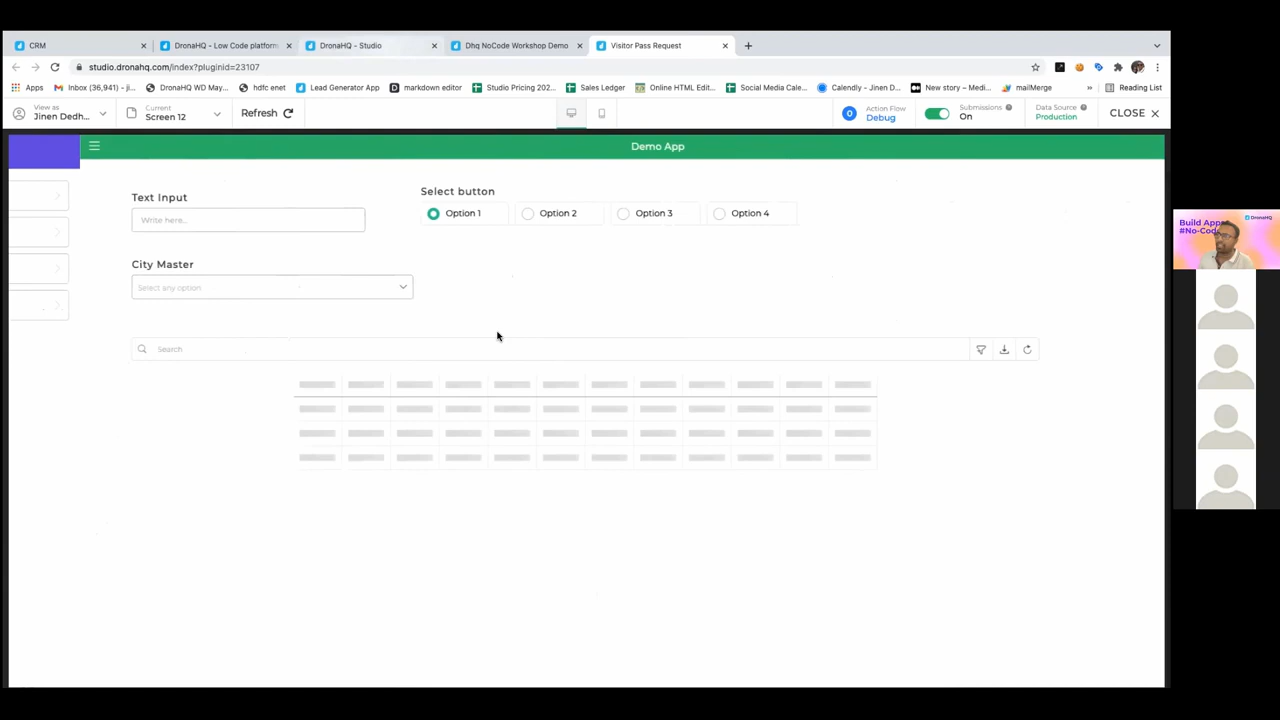 CRM
DronaHQ - Low Code platform
DronaHQ - Studio
Dhq NoCode Workshop Demo
Visitor Pass Request
studio.dronahq.com/index?pluginid=23107
Apps
Inbox (36,941) - ji...
DronaHQ WD May...
hdfc enet
Lead Generator App
markdown editor
Studio Pricing 202...
Sales Ledger
Online HTML Edit...
Social Media Cale...
Calendly - Jinen D...
New story – Medi...
mailMerge
»
Reading List
View as
Jinen Dedh...
Current
Screen 12
Refresh
0
Action Flow
Debug
Submissions
On
Data Source
Production
CLOSE
Demo App
Text Input
Write here...
Select button
Option 1
Option 2
Option 3
Option 4
City Master
Select any option
Search
DronaHQ
Build Apps
#No-Code